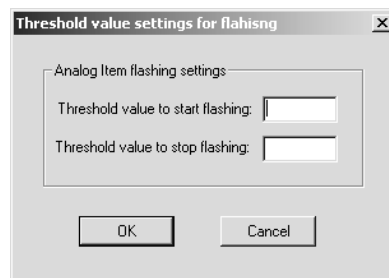 Threshold value settings for flahisng
Analog Item flashing settings
Threshold value to start flashing:
Threshold value to stop flashing:
OK
Cancel